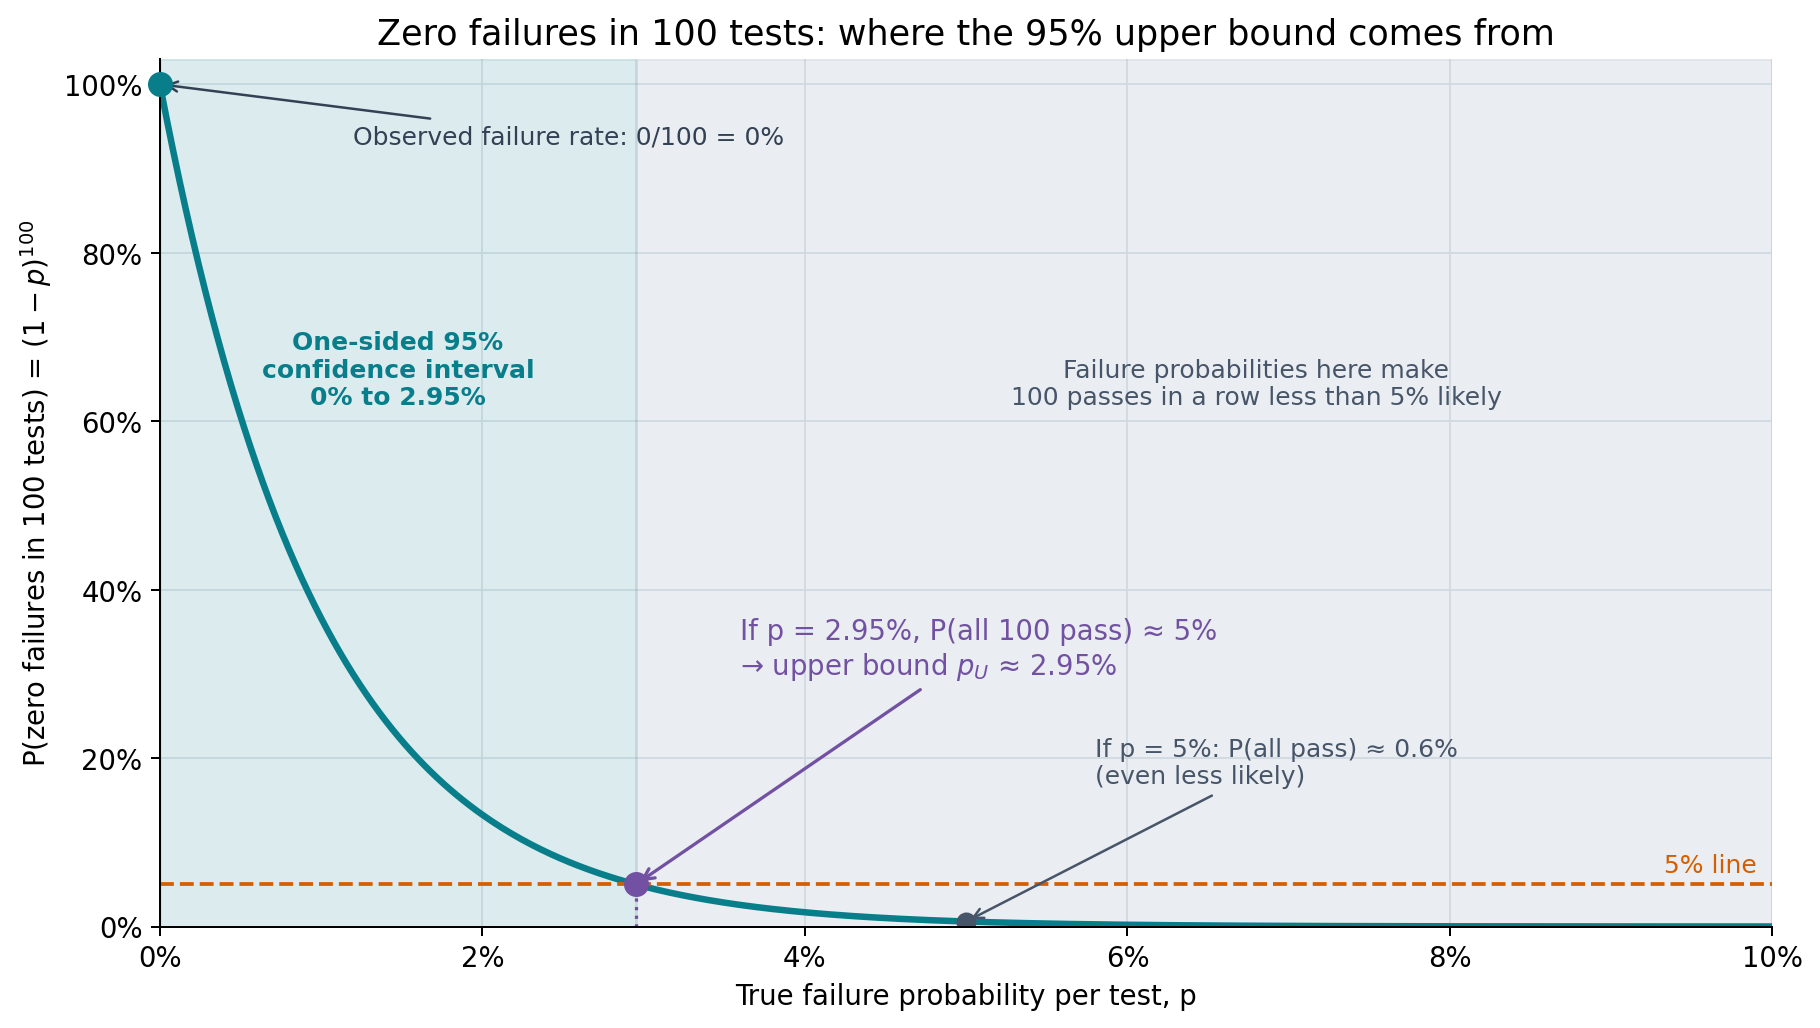 Zero failures in 100 tests: where the 95% upper bound comes from
P(zero failures in 100 tests) = (1 − p)^100
100%
80%
60%
40%
20%
0%
Observed failure rate: 0/100 = 0%
One-sided 95%
confidence interval
0% to 2.95%
Failure probabilities here make
100 passes in a row less than 5% likely
If p = 2.95%, P(all 100 pass) ≈ 5%
→ upper bound p_U ≈ 2.95%
If p = 5%: P(all pass) ≈ 0.6%
(even less likely)
5% line
0%
2%
4%
6%
8%
10%
True failure probability per test, p